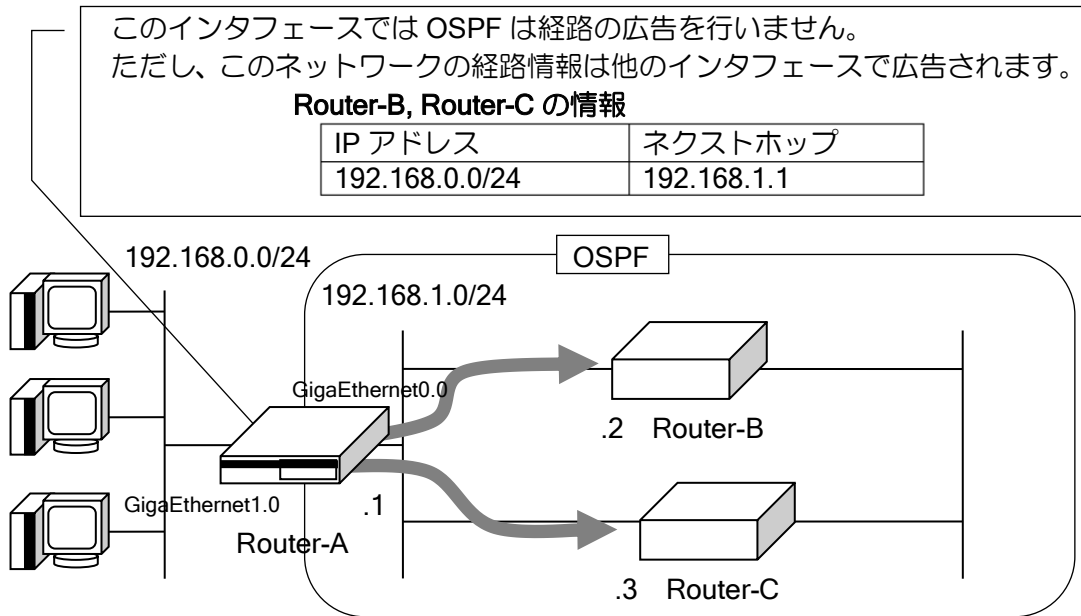 このインタフェースでは OSPF は経路の広告を行いません。
ただし、このネットワークの経路情報は他のインタフェースで広告されます。
Router-B, Router-C の情報
IP アドレス ネクストホップ
192.168.0.0/24 192.168.1.1
192.168.0.0/24
OSPF
192.168.1.0/24
GigaEthernet0.0
.2 Router-B
GigaEthernet1.0
.1
Router-A
.3 Router-C